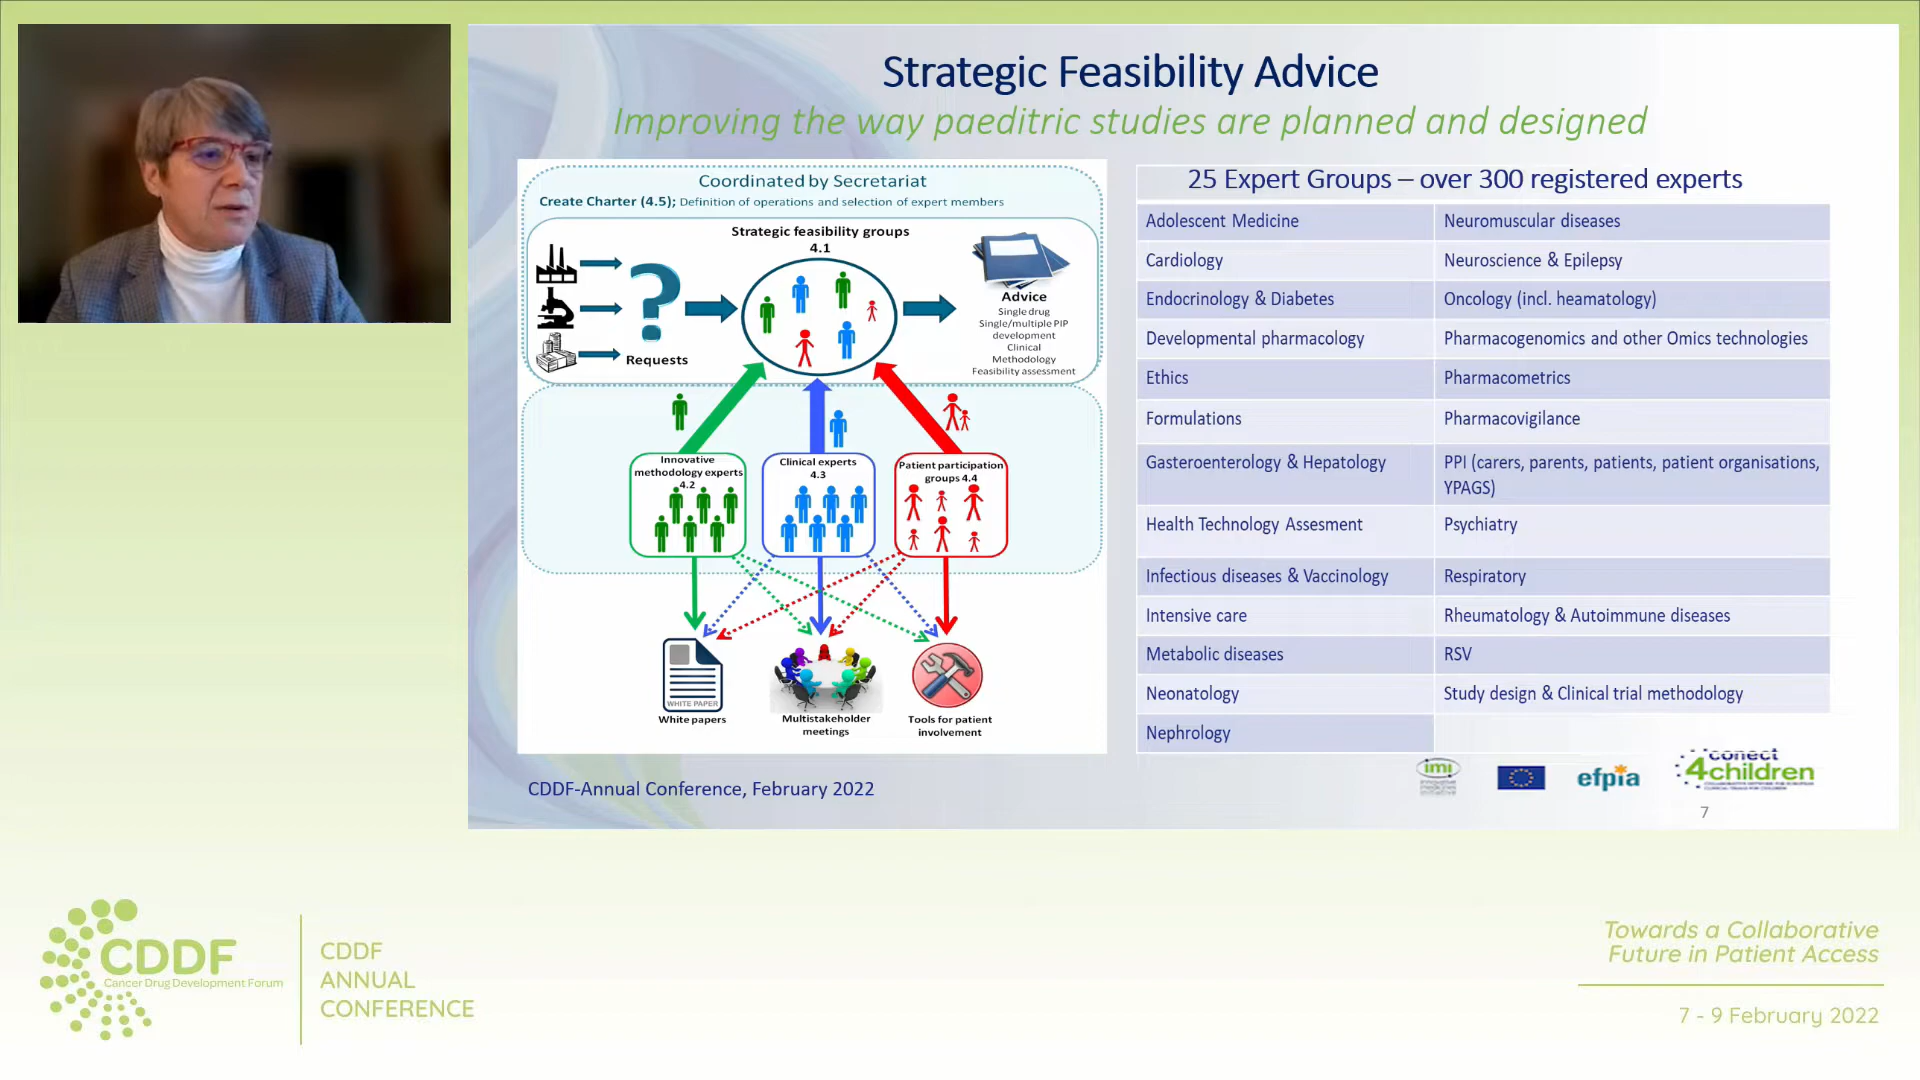 Strategic Feasibility Advice
Improving the way paeditric studies are planned and designed
Coordinated by Secretariat
Create Charter (4.5); Definition of operations and selection of expert members
Strategic feasibility groups
4.1
Requests
Advice
Single drug
Single/multiple PIP
development
Clinical
Methodology
Feasibility assessment
Innovative
methodology experts
4.2
Clinical experts
4.3
Patient participation
groups 4.4
WHITE PAPER
White papers
Multistakeholder
meetings
Tools for patient
involvement
25 Expert Groups – over 300 registered experts
Adolescent Medicine
Neuromuscular diseases
Cardiology
Neuroscience & Epilepsy
Endocrinology & Diabetes
Oncology (incl. heamatology)
Developmental pharmacology
Pharmacogenomics and other Omics technologies
Ethics
Pharmacometrics
Formulations
Pharmacovigilance
Gasteroenterology & Hepatology
PPI (carers, parents, patients, patient organisations,
YPAGS)
Health Technology Assesment
Psychiatry
Infectious diseases & Vaccinology
Respiratory
Intensive care
Rheumatology & Autoimmune diseases
Metabolic diseases
RSV
Neonatology
Study design & Clinical trial methodology
Nephrology
CDDF-Annual Conference, February 2022
imi
efpia
conect
4children
7
CDDF
Cancer Drug Development Forum
CDDF
ANNUAL
CONFERENCE
Towards a Collaborative
Future in Patient Access
7 - 9 February 2022